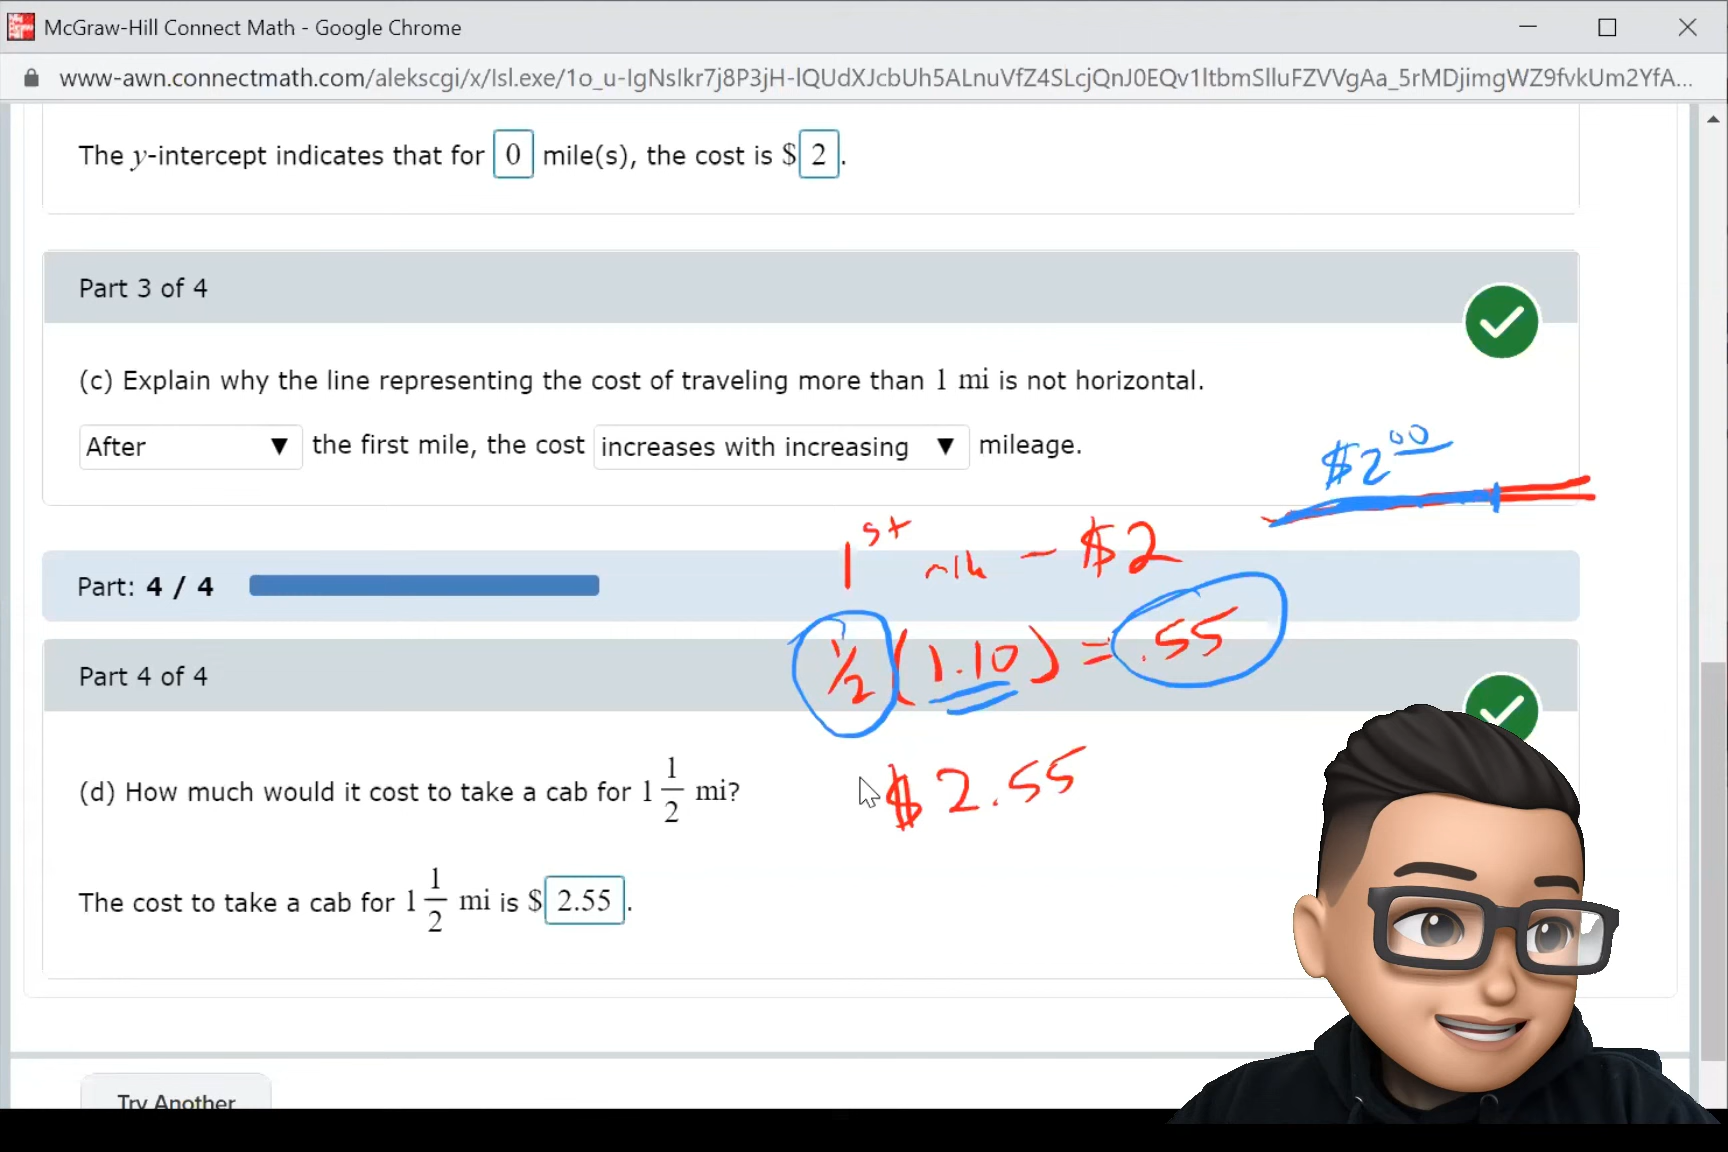 McGraw-Hill Connect Math - Google Chrome
www-awn.connectmath.com/alekscgi/x/Isl.exe/1o_u-IgNsIkr7j8P3jH-lQUdXJcbUh5ALnuVfZ4SLcjQnJ0EQv1ltbmSlluFZVVgAa_5rMDjimgWZ9fvkUm2YfA...
The y-intercept indicates that for 0 mile(s), the cost is $ 2 .
Part 3 of 4
(c) Explain why the line representing the cost of traveling more than 1 mi is not horizontal.
After ▼ the first mile, the cost increases with increasing ▼ mileage.
$2 00
1st mile - $2
Part: 4 / 4
1/2 (1.10) = .55
Part 4 of 4
(d) How much would it cost to take a cab for 1 1/2 mi?
$2.55
The cost to take a cab for 1 1/2 mi is $ 2.55 .
Try Another